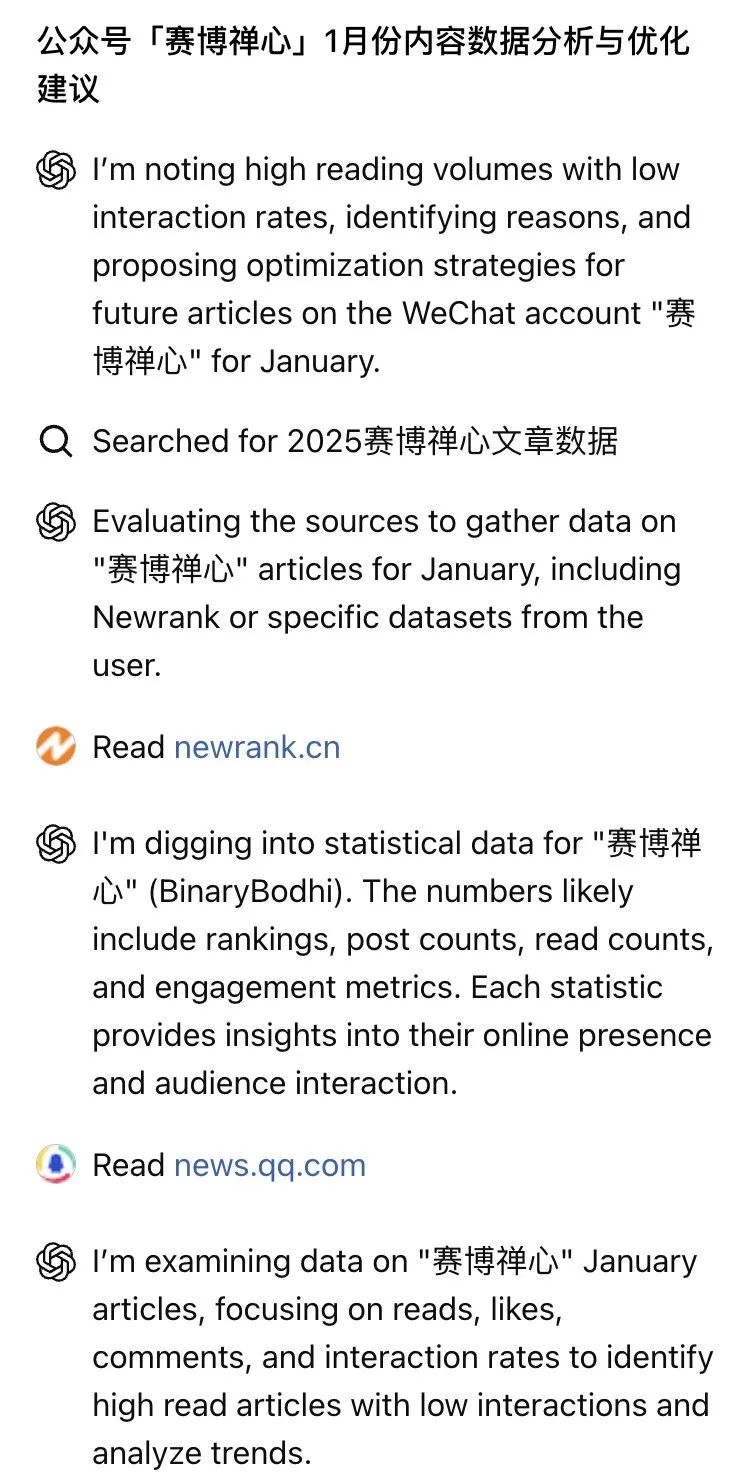 公众号「赛博禅心」1月份内容数据分析与优化
建议
I’m noting high reading volumes with low
interaction rates, identifying reasons, and
proposing optimization strategies for
future articles on the WeChat account "赛
博禅心" for January.
Searched for 2025赛博禅心文章数据
Evaluating the sources to gather data on
"赛博禅心" articles for January, including
Newrank or specific datasets from the
user.
Read newrank.cn
I'm digging into statistical data for "赛博禅
心" (BinaryBodhi). The numbers likely
include rankings, post counts, read counts,
and engagement metrics. Each statistic
provides insights into their online presence
and audience interaction.
Read news.qq.com
I’m examining data on "赛博禅心" January
articles, focusing on reads, likes,
comments, and interaction rates to identify
high read articles with low interactions and
analyze trends.